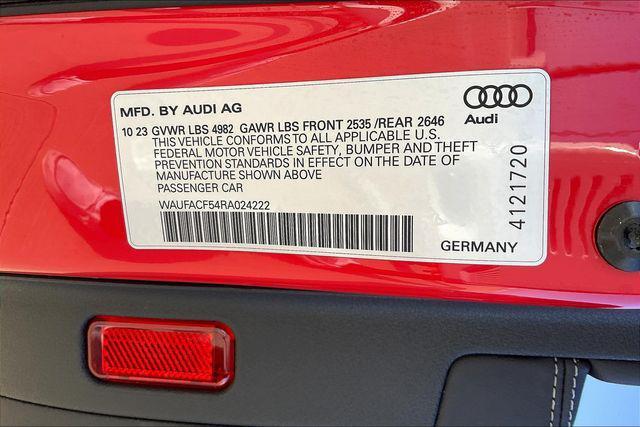 MFD. BY AUDI AG
Audi
10 23 GVWR LBS 4982 GAWR LBS FRONT 2535 /REAR 2646
THIS VEHICLE CONFORMS TO ALL APPLICABLE U.S.
FEDERAL MOTOR VEHICLE SAFETY, BUMPER AND THEFT
PREVENTION STANDARDS IN EFFECT ON THE DATE OF
MANUFACTURE SHOWN ABOVE
PASSENGER CAR
WAUFACF54RA024222
4121720
GERMANY